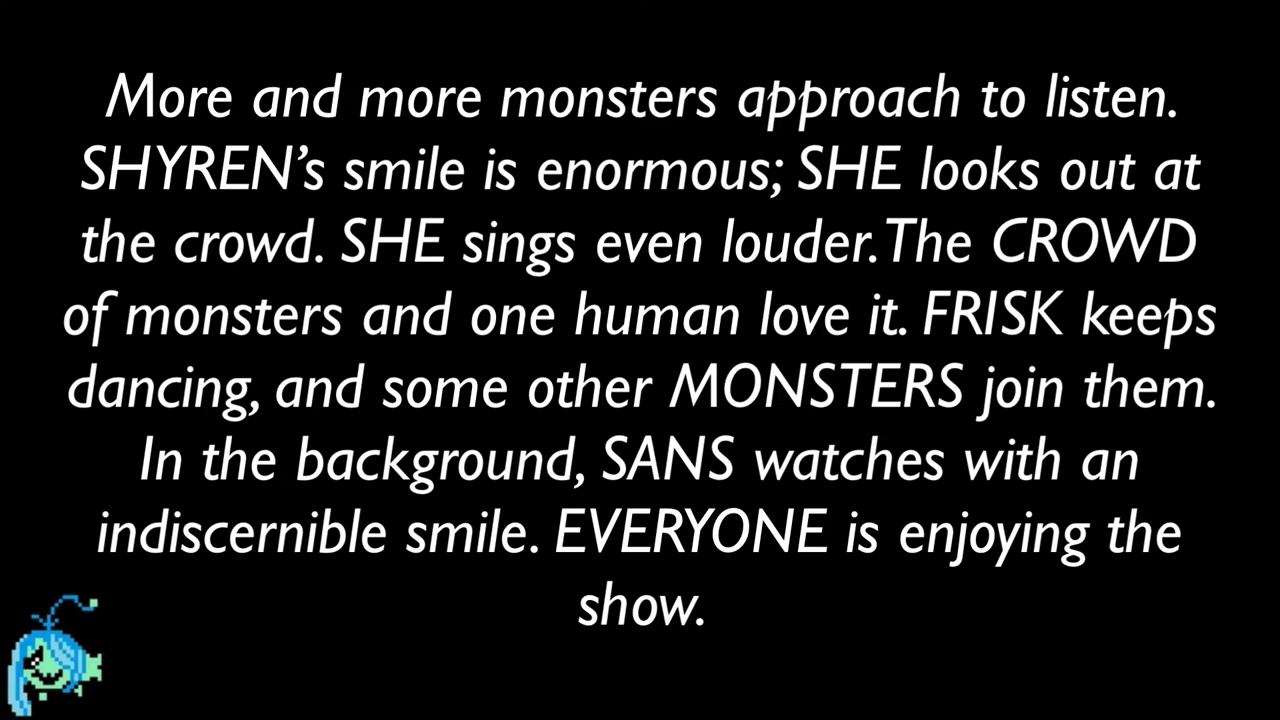 More and more monsters approach to listen.
SHYREN’s smile is enormous; SHE looks out at
the crowd. SHE sings even louder. The CROWD
of monsters and one human love it. FRISK keeps
dancing, and some other MONSTERS join them.
In the background, SANS watches with an
indiscernible smile. EVERYONE is enjoying the
show.